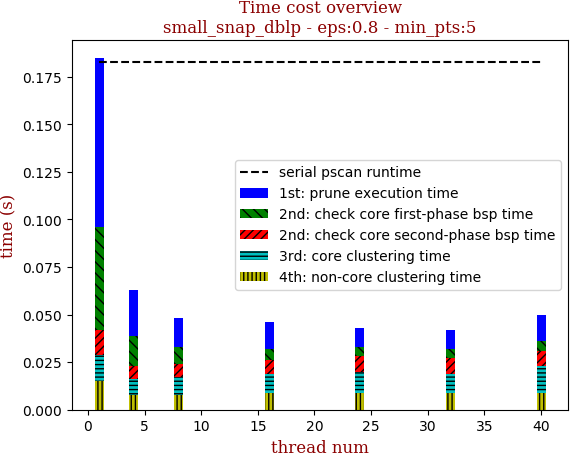 Time cost overview
small_snap_dblp - eps:0.8 - min_pts:5
time (s)
0.175
0.150
0.125
0.100
0.075
0.050
0.025
0.000
serial pscan runtime
1st: prune execution time
2nd: check core first-phase bsp time
2nd: check core second-phase bsp time
3rd: core clustering time
4th: non-core clustering time
0 5 10 15 20 25 30 35 40
thread num